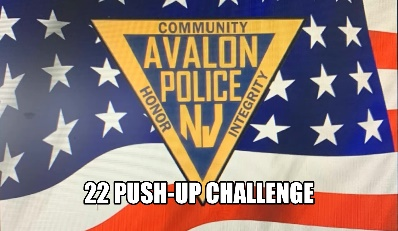 COMMUNITY
AVALON
POLICE
HONOR
NJ
INTEGRITY
22 PUSH-UP CHALLENGE